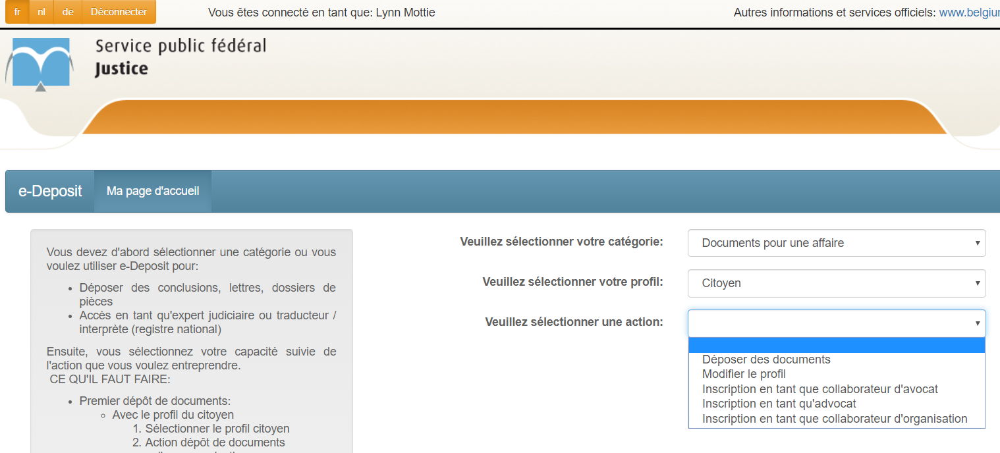 fr nl de Déconnecter Vous êtes connecté en tant que: Lynn Mottie Autres informations et services officiels:
Service public fédéral
Justice
e-Deposit Ma page d'accueil
Vous devez d'abord sélectionner une catégorie ou vous
voulez utiliser e-Deposit pour:
• Déposer des conclusions, lettres, dossiers de
pièces
• Accès en tant qu'expert judiciaire ou traducteur /
interprète (registre national)
Ensuite, vous sélectionnez votre capacité suivie de
l'action que vous voulez entreprendre.
CE QU'IL FAUT FAIRE:
• Premier dépôt de documents:
◦ Avec le profil du citoyen
1. Sélectionner le profil citoyen
2. Action dépôt de documents
Veuillez sélectionner votre catégorie: Documents pour une affaire
Veuillez sélectionner votre profil: Citoyen
Veuillez sélectionner une action:
Déposer des documents
Modifier le profil
Inscription en tant que collaborateur d'avocat
Inscription en tant qu'advocat
Inscription en tant que collaborateur d'organisation